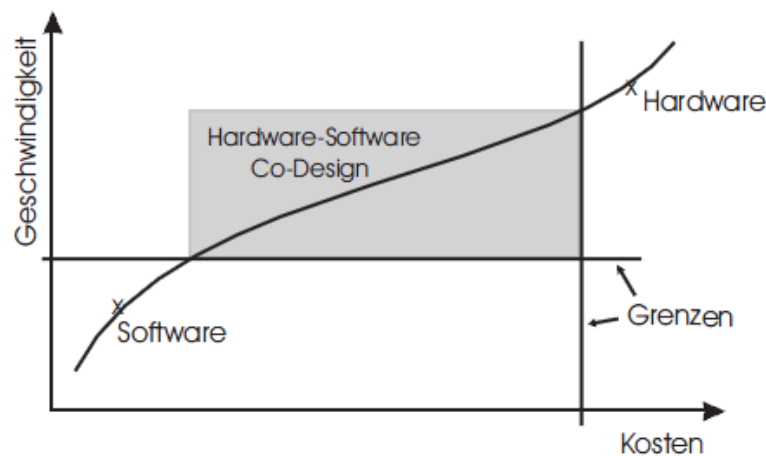 Geschwindigkeit
Hardware-Software
Co-Design
x
Hardware
x
Software
Grenzen
Kosten